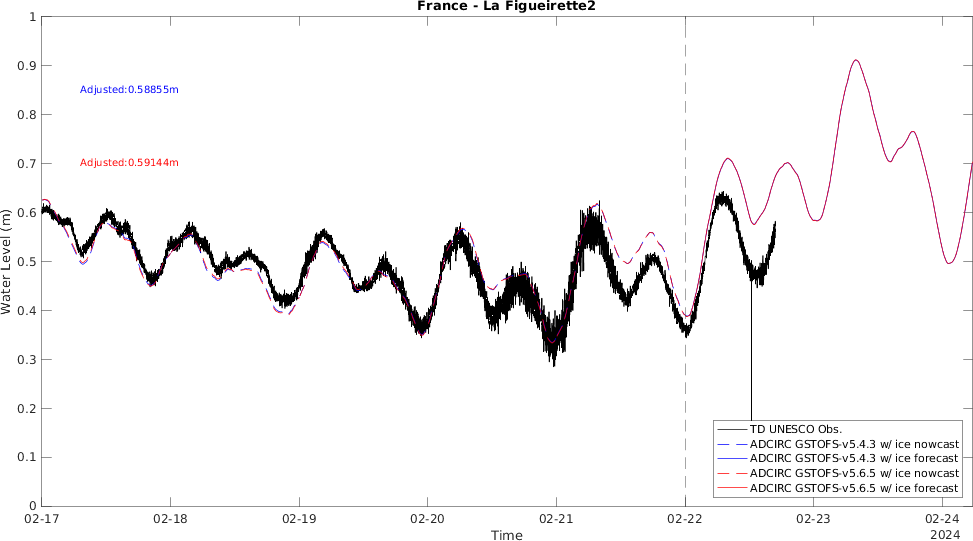 France - La Figueirette2
1
0.9
0.8
0.7
0.6
0.5
0.4
0.3
0.2
0.1
0
Water Level (m)
Adjusted:0.58855m
Adjusted:0.59144m
TD UNESCO Obs.
ADCIRC GSTOFS-v5.4.3 w/ ice nowcast
ADCIRC GSTOFS-v5.4.3 w/ ice forecast
ADCIRC GSTOFS-v5.6.5 w/ ice nowcast
ADCIRC GSTOFS-v5.6.5 w/ ice forecast
02-17 02-18 02-19 02-20 02-21 02-22 02-23 02-24
Time
2024